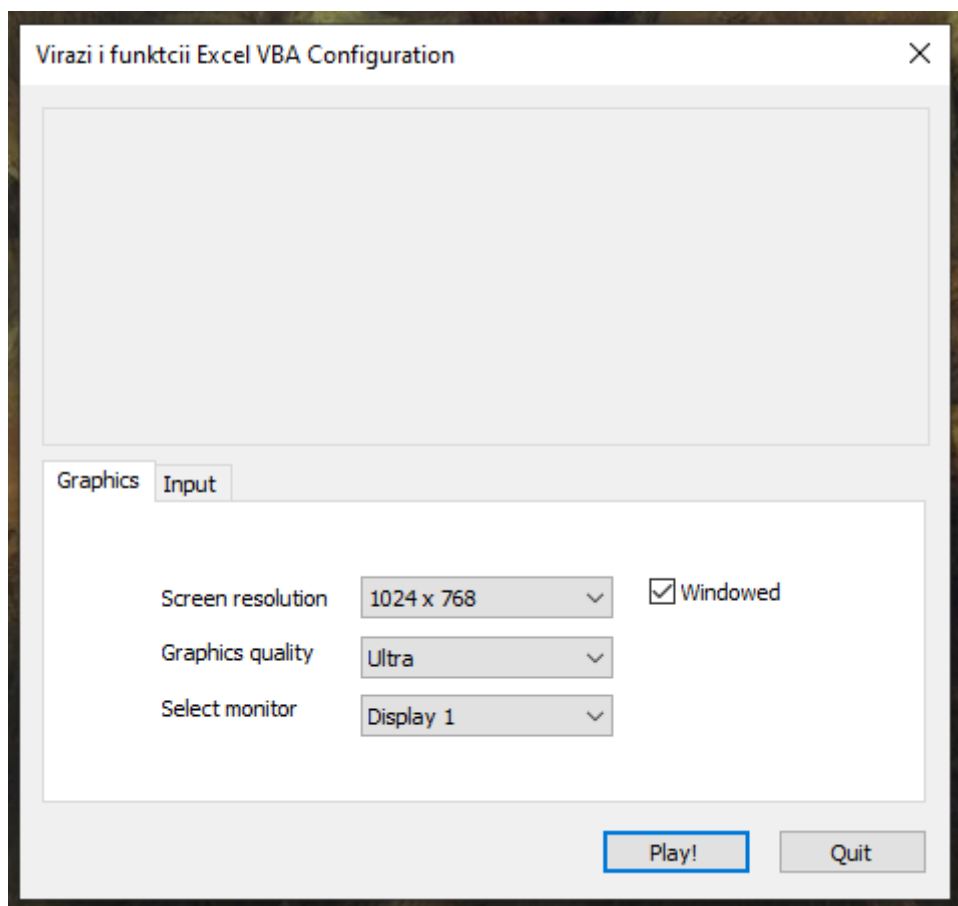 Virazi i funktcii Excel VBA Configuration
Graphics Input
Screen resolution 1024 x 768 Windowed
Graphics quality Ultra
Select monitor Display 1
Play! Quit